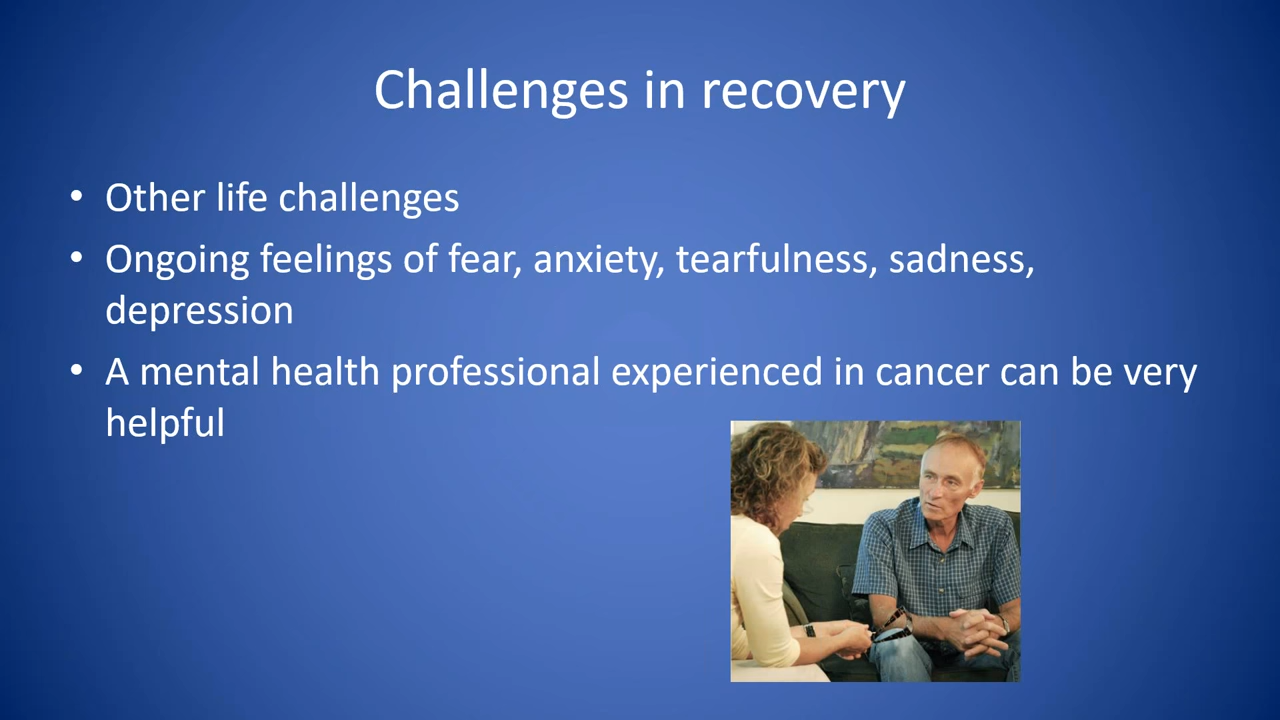 Challenges in recovery
• Other life challenges
• Ongoing feelings of fear, anxiety, tearfulness, sadness,
depression
• A mental health professional experienced in cancer can be very
helpful